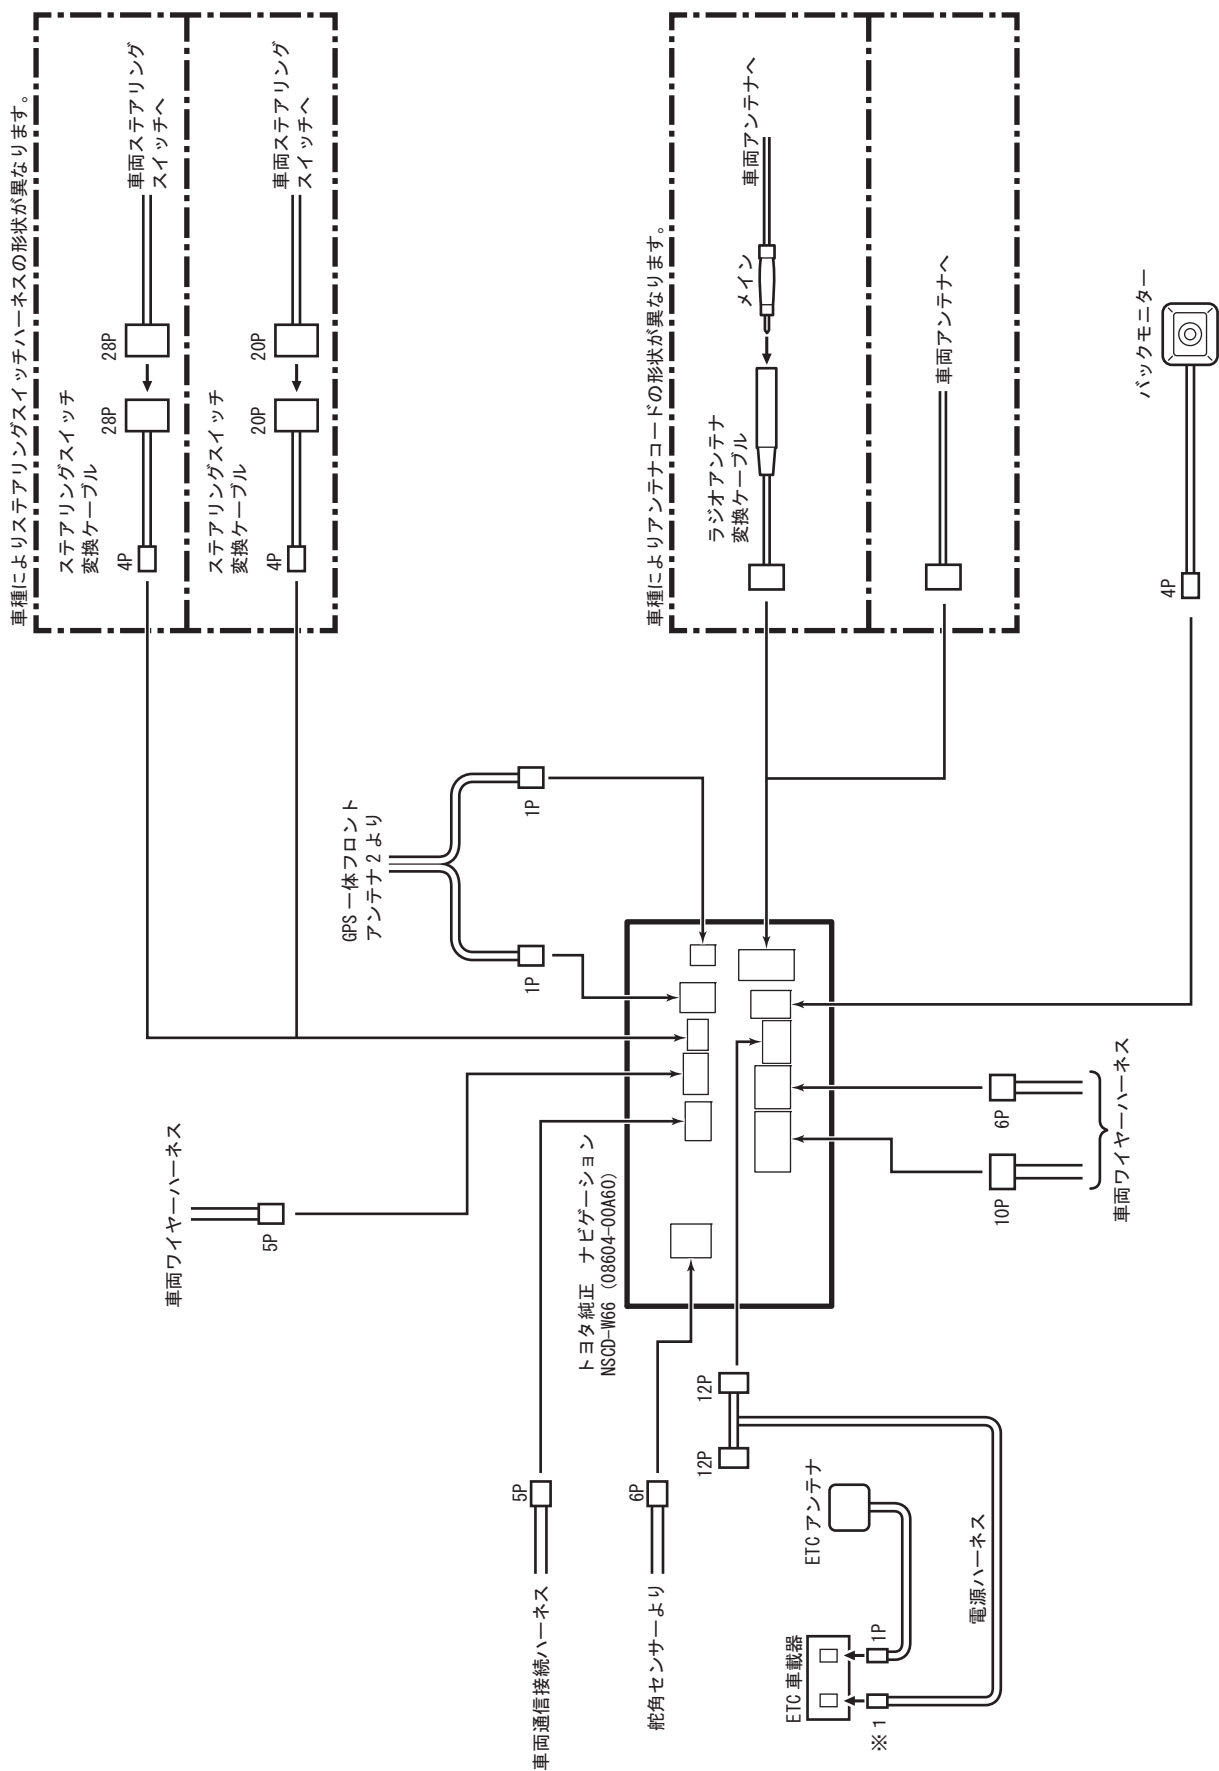 車種によりステアリングスイッチハーネスの形状が異なります。
ステアリングスイッチ
変換ケーブル
4P
28P
28P
車両ステアリング
スイッチへ
ステアリングスイッチ
変換ケーブル
4P
20P
20P
車両ステアリング
スイッチへ
車種によりアンテナコードの形状が異なります。
ラジオアンテナ
変換ケーブル
メイン
車両アンテナへ
車両アンテナへ
バックモニター
4P
GPS 一体フロント
アンテナ 2 より
1P
1P
車両ワイヤーハーネス
5P
トヨタ純正 ナビゲーション
NSCD-W66 (08604-00A60)
6P
10P
車両ワイヤーハーネス
車両通信接続ハーネス
5P
舵角センサーより
6P
12P
12P
ETC アンテナ
電源ハーネス
ETC 車載器
1P
※ 1